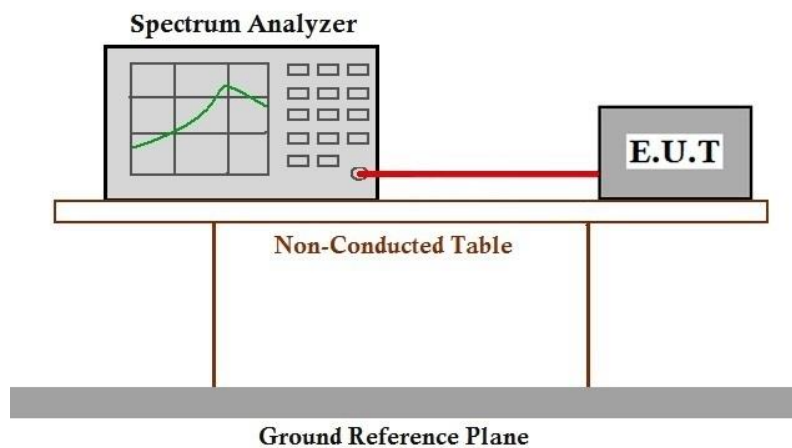 Spectrum Analyzer
E.U.T
Non-Conducted Table
Ground Reference Plane